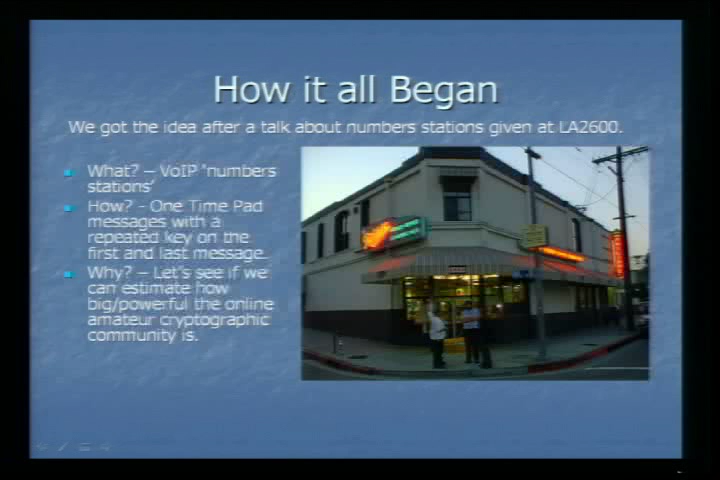 How it all Began
We got the idea after a talk about numbers stations given at LA2600.
What? – VoIP 'numbers
stations'
How? - One Time Pad
messages with a
repeated key on the
first and last message.
Why? – Let's see if we
can estimate how
big/powerful the online
amateur cryptographic
community is.